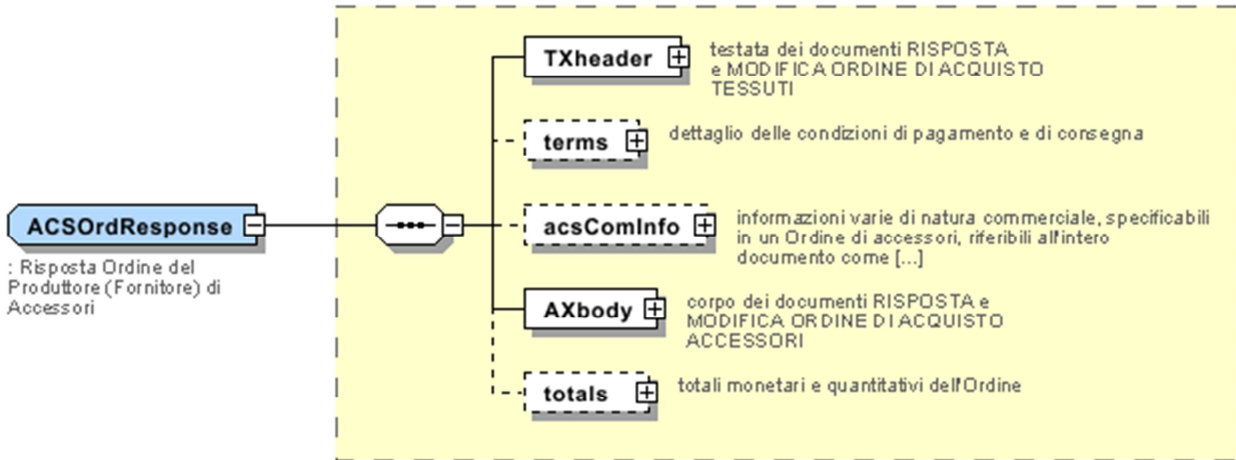 TXheader
testata dei documenti RISPOSTA
e MODIFICA ORDINE DI ACQUISTO
TESSUTI
terms
dettaglio delle condizioni di pagamento e di consegna
ACSOrdResponse
: Risposta Ordine del
Produttore (Fornitore) di
Accessori
acsComInfo
informazioni varie di natura commerciale, specificabili
in un Ordine di accessori, riferibili all'intero
documento come [...]
AXbody
corpo dei documenti RISPOSTA e
MODIFICA ORDINE DI ACQUISTO
ACCESSORI
totals
totali monetari e quantitativi dell'Ordine